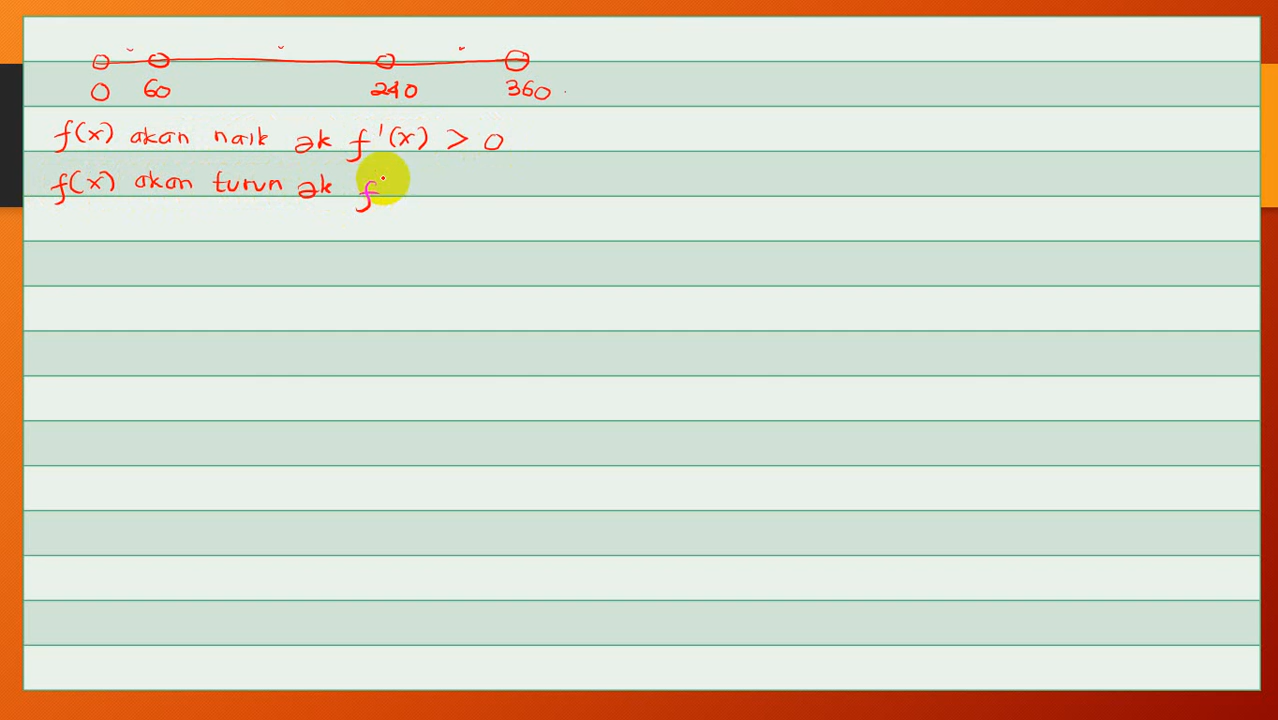 0 60 240 360
f(x) akan naik jk f'(x) > 0
f(x) akan turun jk f